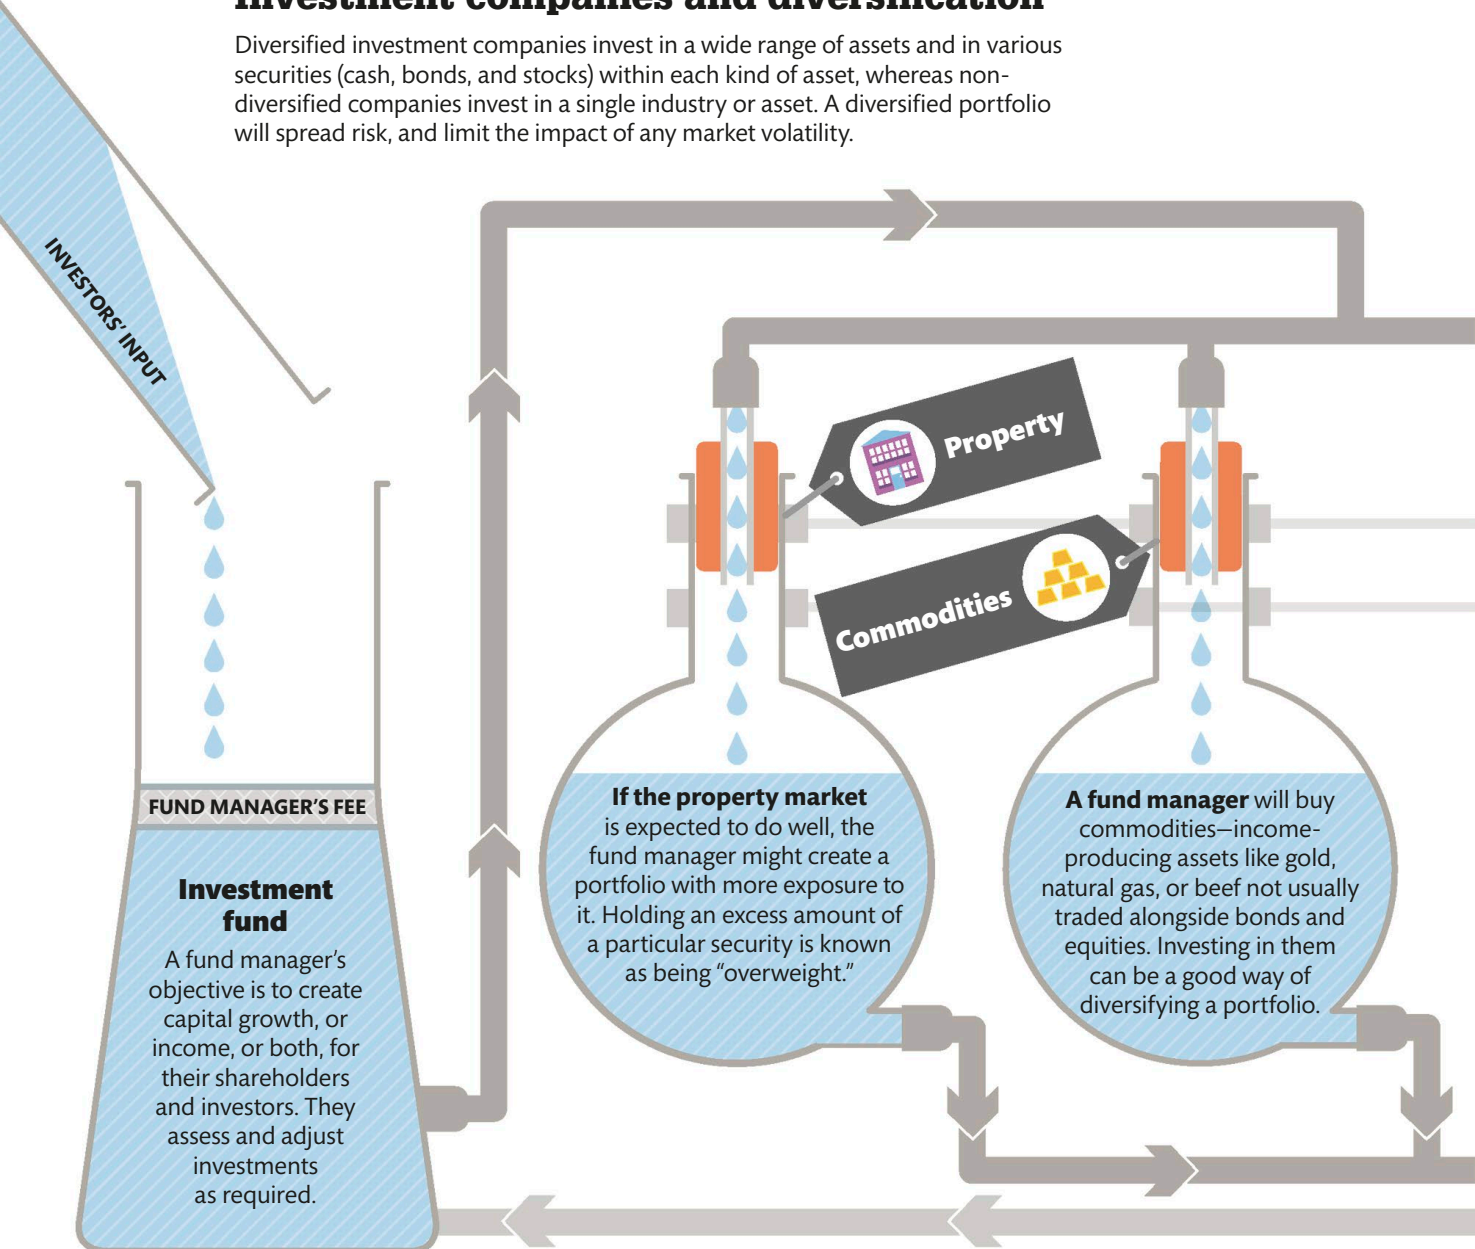 Investment companies and diversification
Diversified investment companies invest in a wide range of assets and in various
securities (cash, bonds, and stocks) within each kind of asset, whereas non-
diversified companies invest in a single industry or asset. A diversified portfolio
will spread risk, and limit the impact of any market volatility.
INVESTORS’ INPUT
Property
Commodities
FUND MANAGER’S FEE
Investment
fund
A fund manager’s
objective is to create
capital growth, or
income, or both, for
their shareholders
and investors. They
assess and adjust
investments
as required.
If the property market
is expected to do well, the
fund manager might create a
portfolio with more exposure to
it. Holding an excess amount of
a particular security is known
as being “overweight.”
A fund manager will buy
commodities—income-
producing assets like gold,
natural gas, or beef not usually
traded alongside bonds and
equities. Investing in them
can be a good way of
diversifying a portfolio.